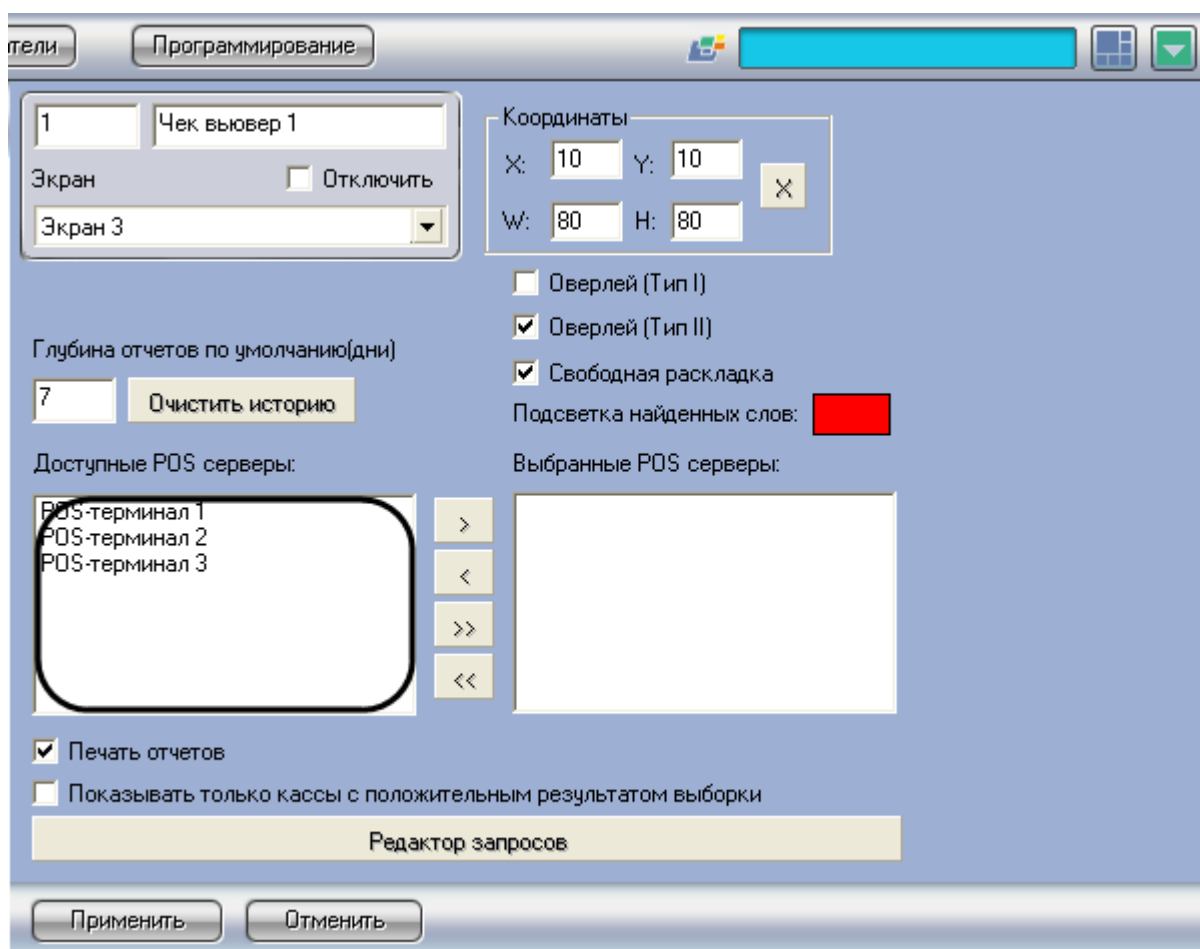 тели Программирование
1 Чек вьювер 1
Экран Отключить
Экран 3
Координаты
X: 10 Y: 10
X
W: 80 H: 80
Оверлей (Тип I)
Оверлей (Тип II)
Свободная раскладка
Подсветка найденных слов:
Глубина отчетов по умолчанию(дни)
7 Очистить историю
Доступные POS серверы:
Выбранные POS серверы:
POS-терминал 1
POS-терминал 2
POS-терминал 3
>
<
>>
<<
Печать отчетов
Показывать только кассы с положительным результатом выборки
Редактор запросов
Применить Отменить